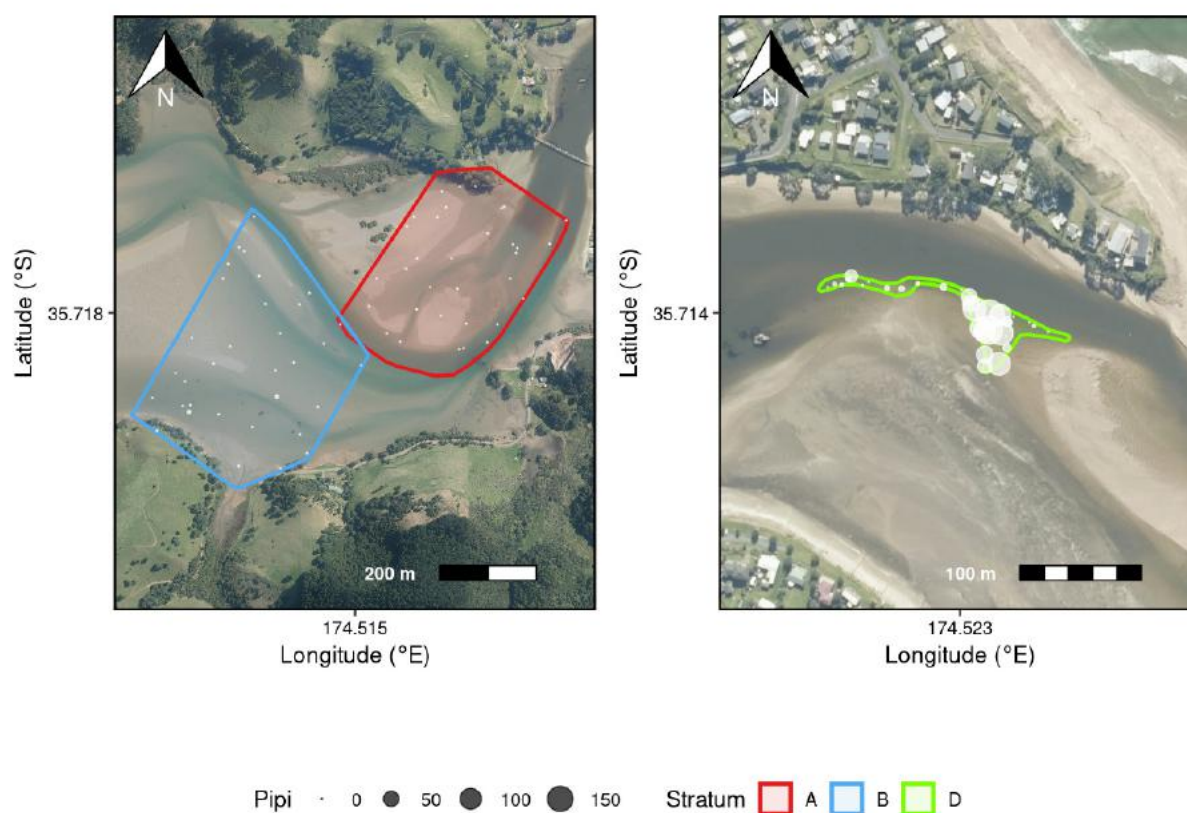 N
N
Latitude (°S)
35.718
200 m
174.515
Longitude (°E)
Latitude (°S)
35.714
100 m
174.523
Longitude (°E)
Pipi 0 50 100 150 Stratum A B D